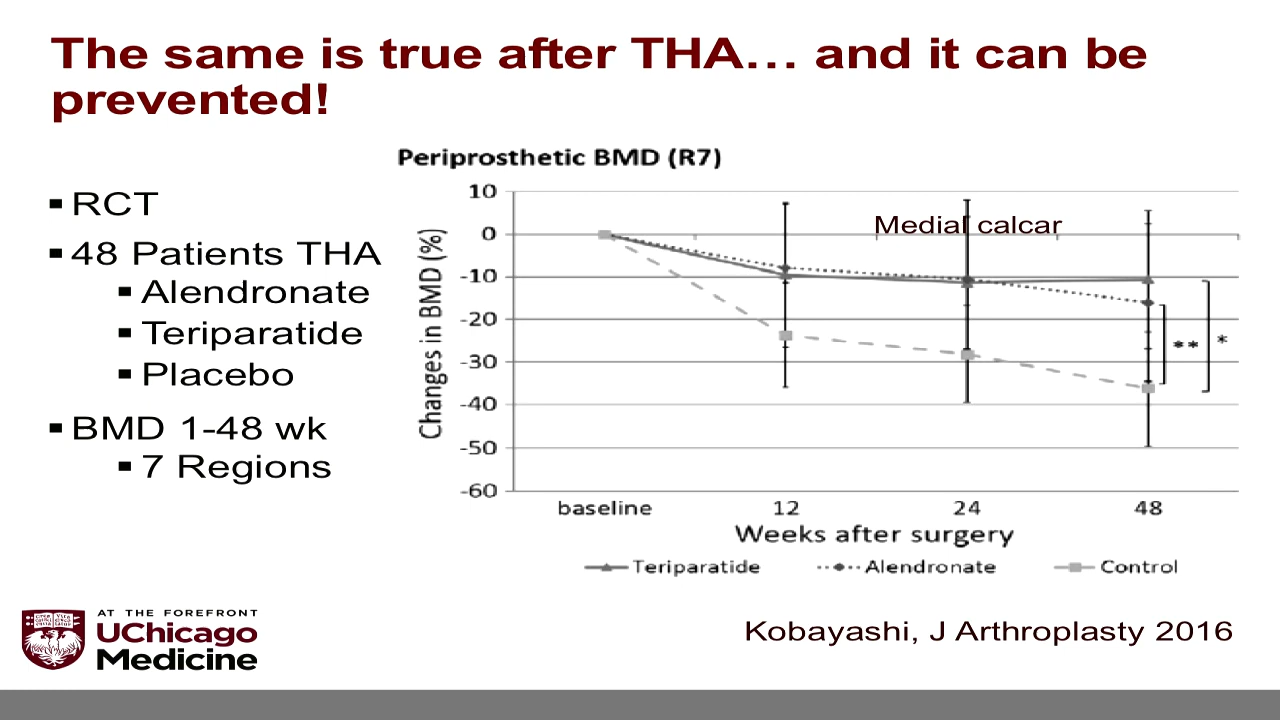 The same is true after THA… and it can be
prevented!
▪ RCT
▪ 48 Patients THA
▪ Alendronate
▪ Teriparatide
▪ Placebo
▪ BMD 1-48 wk
▪ 7 Regions
Periprosthetic BMD (R7)
Changes in BMD (%)
10
0
-10
-20
-30
-40
-50
-60
Medial calcar
**
*
baseline 12 24 48
Weeks after surgery
Teriparatide Alendronate Control
Kobayashi, J Arthroplasty 2016
AT THE FOREFRONT
UChicago
Medicine